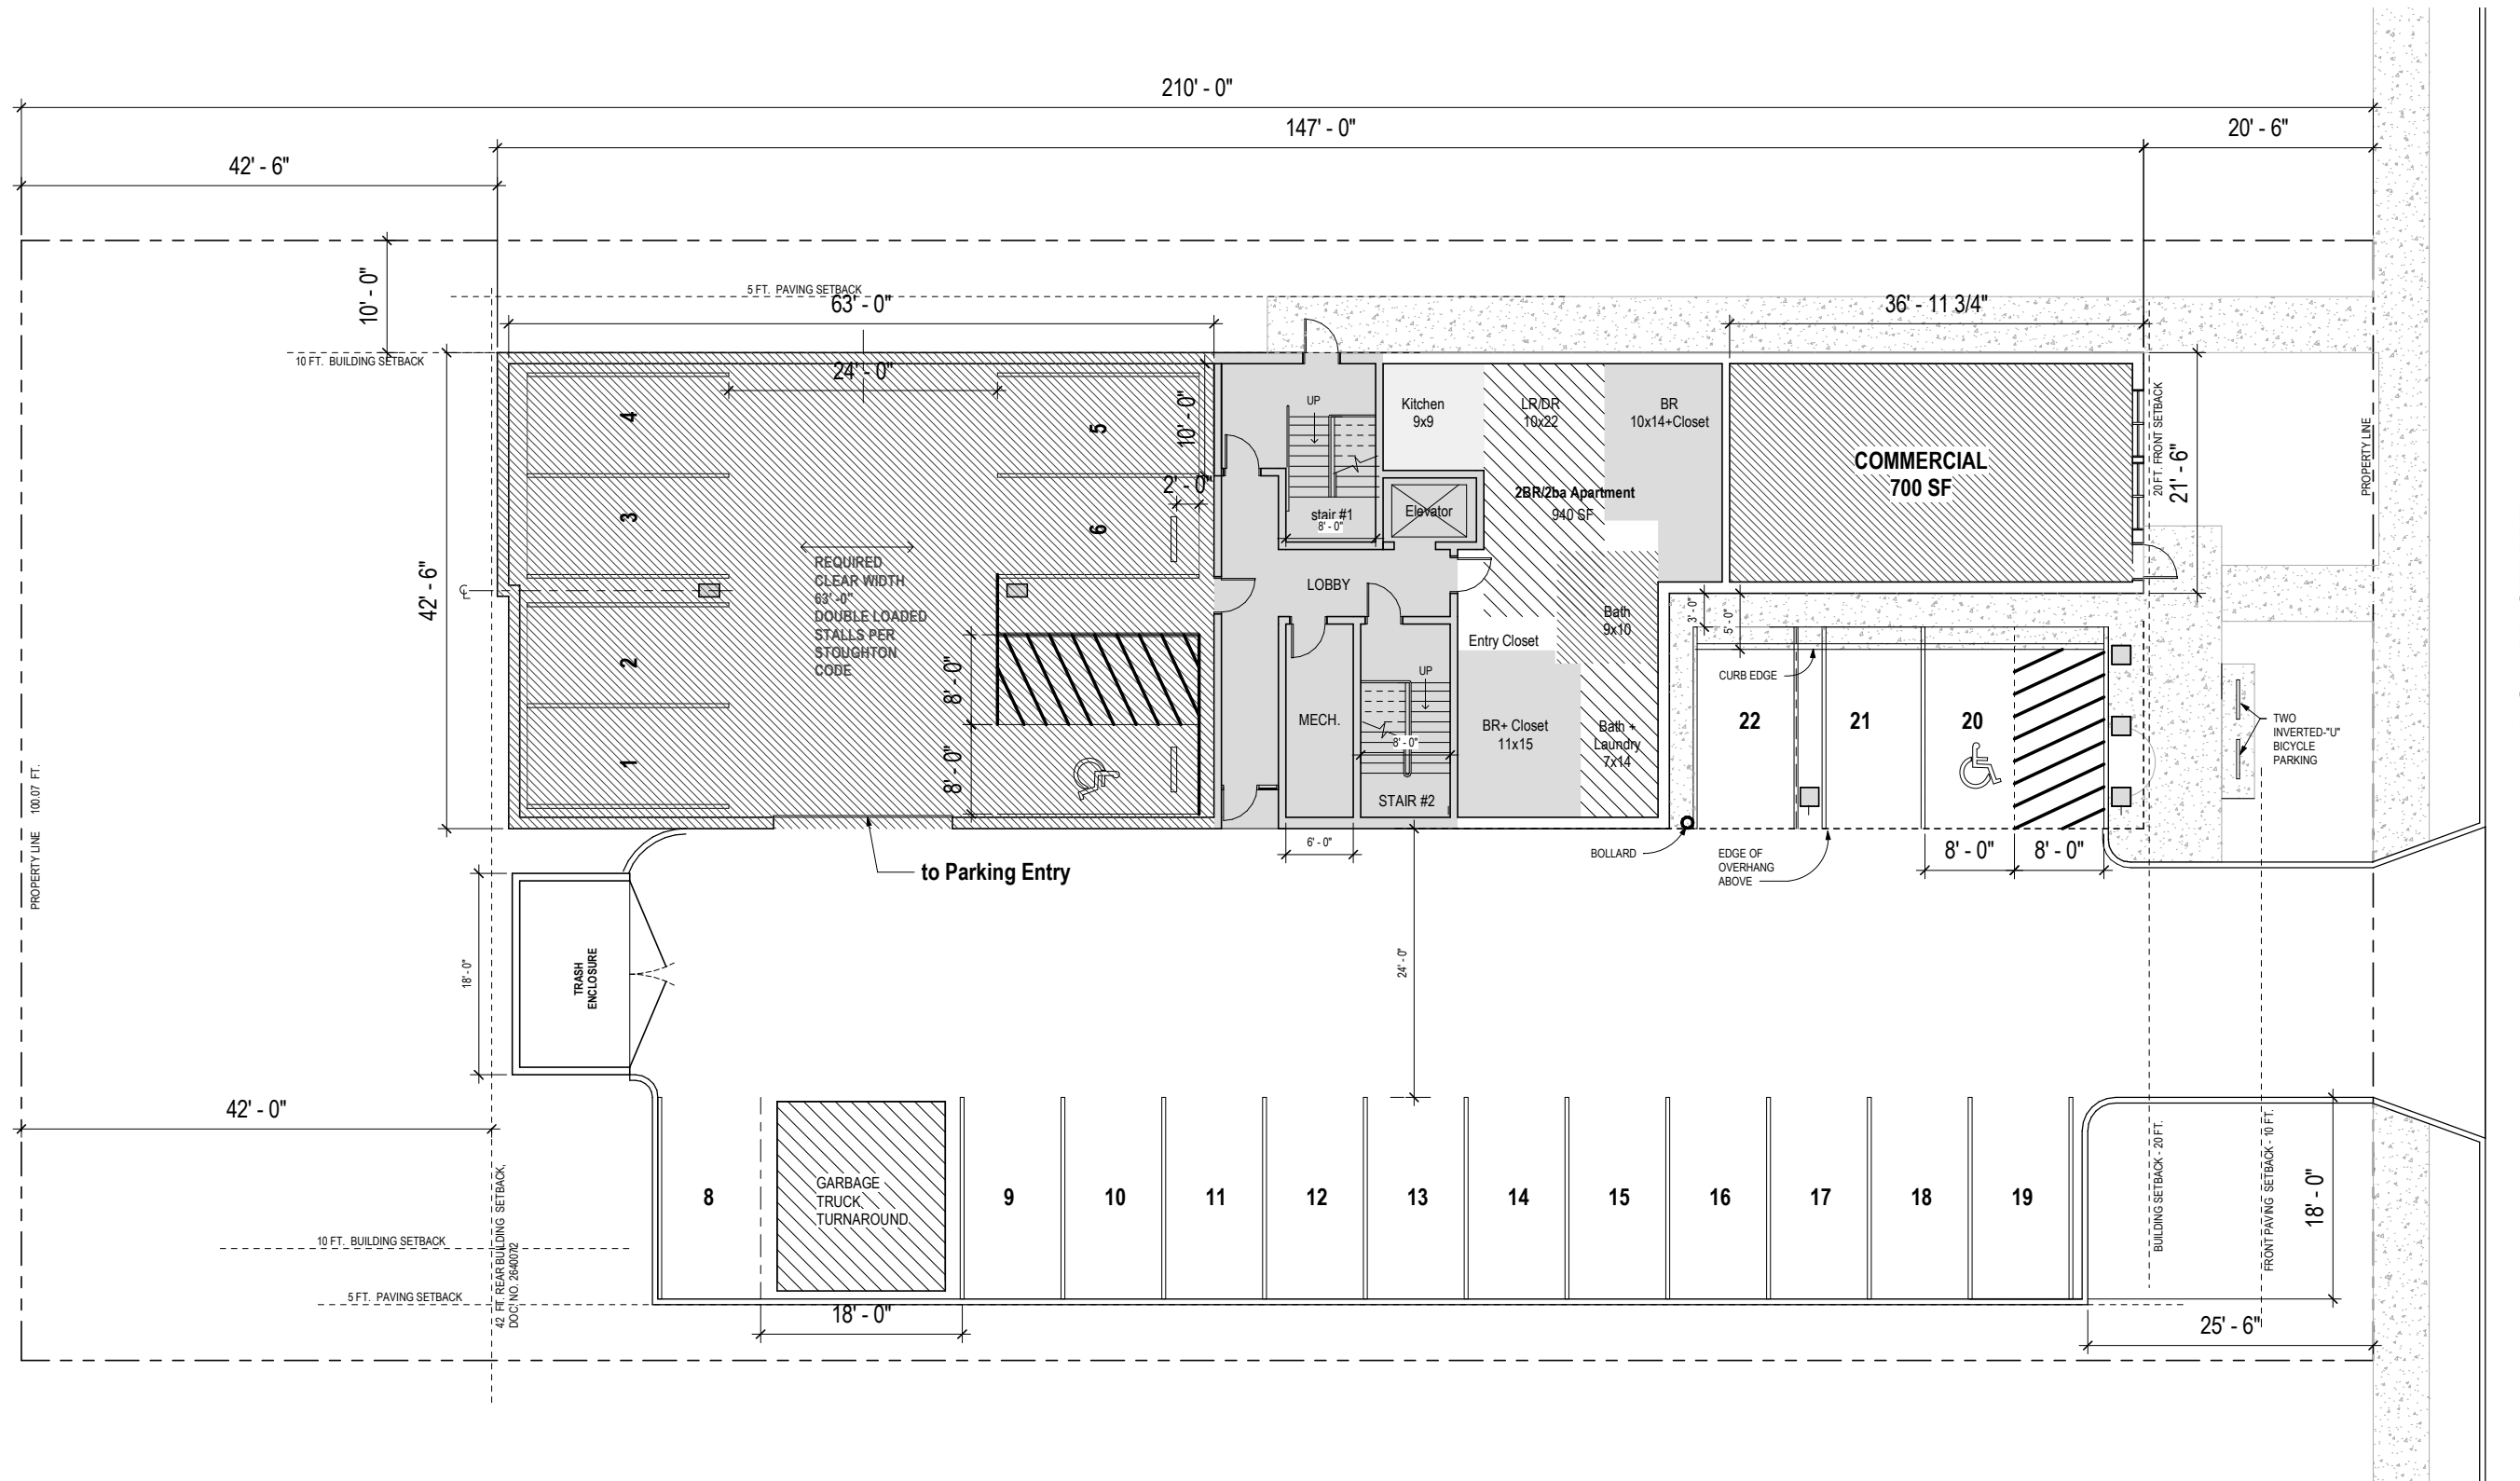 210' - 0"
147' - 0"
20' - 6"
42' - 6"
10' - 0"
5 FT. PAVING SETBACK
63' - 0"
36' - 11 3/4"
10 FT. BUILDING SETBACK
24' - 0"
4
5
10' - 0"
UP
Kitchen
9x9
LR/DR
10x22
BR
10x14+Closet
COMMERCIAL
700 SF
20 FT. FRONT SETBACK
21' - 6"
PROPERTY LINE
3
6
2' - 0"
stair #1
8' - 0"
Elevator
2BR/2ba Apartment
940 SF
REQUIRED
CLEAR WIDTH
63'-0"
DOUBLE LOADED
STALLS PER
STOUGHTON
CODE
42' - 6"
LOBBY
Bath
9x10
Entry Closet
3' - 0"
5' - 0"
2
8' - 0"
UP
CURB EDGE
MECH.
BR+ Closet
11x15
Bath +
Laundry
7x14
22
21
20
TWO
INVERTED-"U"
BICYCLE
PARKING
1
8' - 0"
8' - 0"
STAIR #2
PROPERTY LINE 100.07 FT.
6' - 0"
BOLLARD
EDGE OF
OVERHANG
ABOVE
8' - 0"
8' - 0"
to Parking Entry
18' - 0"
TRASH
ENCLOSURE
24' - 0"
42' - 0"
8
GARBAGE
TRUCK
TURNAROUND
9
10
11
12
13
14
15
16
17
18
19
BUILDING SETBACK - 20 FT.
FRONT PAVING SETBACK - 10 FT.
18' - 0"
10 FT. BUILDING SETBACK
42 FT. REAR BUILDING SETBACK,
DOC. NO. 2640072
5 FT. PAVING SETBACK
18' - 0"
25' - 6"